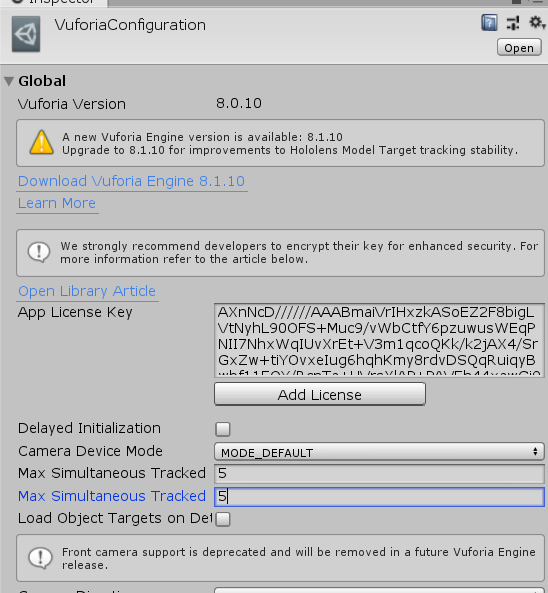 Inspector
VuforiaConfiguration
Open
Global
Vuforia Version 8.0.10
A new Vuforia Engine version is available: 8.1.10
Upgrade to 8.1.10 for improvements to Hololens Model Target tracking stability.
Download Vuforia Engine 8.1.10
Learn More
We strongly recommend developers to encrypt their key for enhanced security. For
more information refer to the article below.
Open Library Article
App License Key AXnNcD//////AAABmaiVrIHxzkASoEZ2F8bigL
VtNyhL90OFS+Muc9/vWbCtfY6pzuwusWEqP
NII7NhxWqIUvXrEt+V3m1qcoQKk/k2jAX4/Sr
GxZw+tiYOvxeIug6hqhKmy8rdvDSQqRuiqyB
Add License
Delayed Initialization
Camera Device Mode MODE_DEFAULT
Max Simultaneous Tracked 5
Max Simultaneous Tracked 5
Load Object Targets on Det
Front camera support is deprecated and will be removed in a future Vuforia Engine
release.